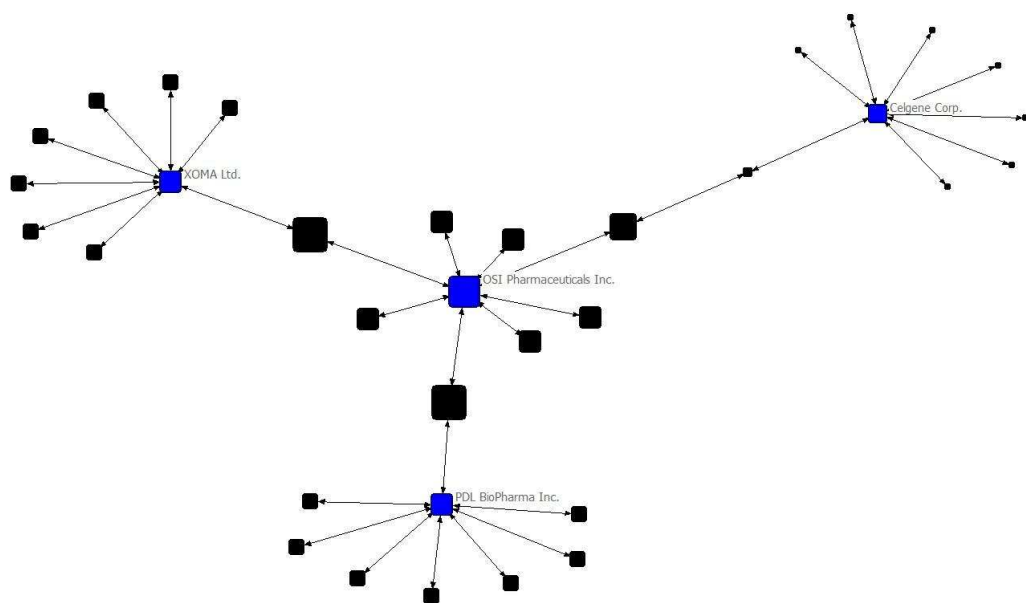 Celgene Corp.
XOMA Ltd.
OSI Pharmaceuticals Inc.
PDL BioPharma Inc.